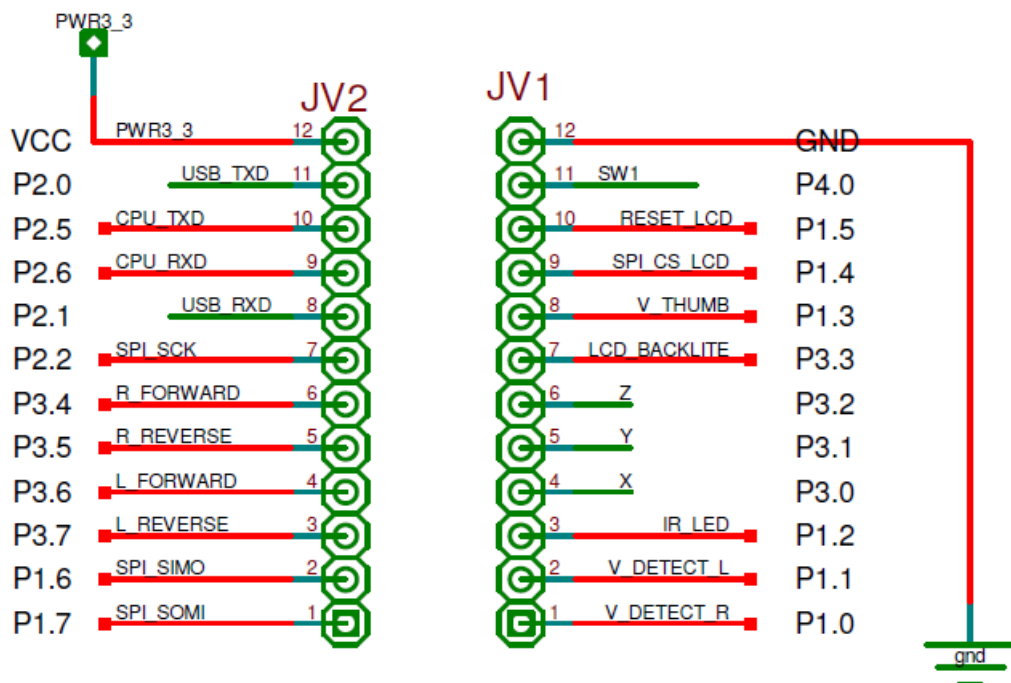 PWR3_3
JV2 JV1
VCC PWR3_3 12 12 GND
P2.0 USB_TXD 11 11 SW1 P4.0
P2.5 CPU_TXD 10 10 RESET_LCD P1.5
P2.6 CPU_RXD 9 9 SPI_CS_LCD P1.4
P2.1 USB_RXD 8 8 V_THUMB P1.3
P2.2 SPI_SCK 7 7 LCD_BACKLITE P3.3
P3.4 R_FORWARD 6 6 Z P3.2
P3.5 R_REVERSE 5 5 Y P3.1
P3.6 L_FORWARD 4 4 X P3.0
P3.7 L_REVERSE 3 3 IR_LED P1.2
P1.6 SPI_SIMO 2 2 V_DETECT_L P1.1
P1.7 SPI_SOMI 1 1 V_DETECT_R P1.0
gnd